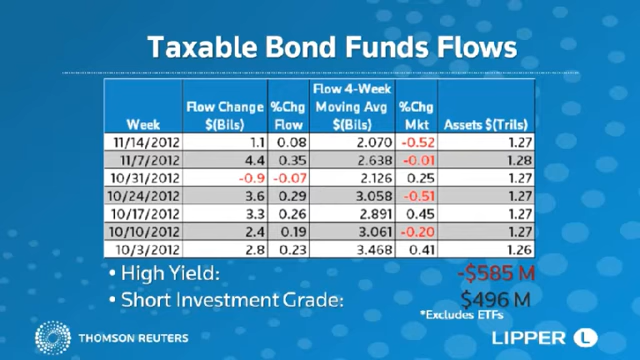 Taxable Bond Funds Flows
Flow 4-Week
Flow Change %Chg Moving Avg %Chg
Week $(Bils) Flow $(Bils) Mkt Assets $(Trils)
11/14/2012 1.1 0.08 2.070 -0.52 1.27
11/7/2012 4.4 0.35 2.638 -0.01 1.28
10/31/2012 -0.9 -0.07 2.126 0.25 1.27
10/24/2012 3.6 0.29 3.058 -0.51 1.27
10/17/2012 3.3 0.26 2.891 0.45 1.27
10/10/2012 2.4 0.19 3.061 -0.20 1.27
10/3/2012 2.8 0.23 3.468 0.41 1.26
• High Yield: -$585 M
• Short Investment Grade: $496 M
*Excludes ETFs
THOMSON REUTERS
LIPPER L